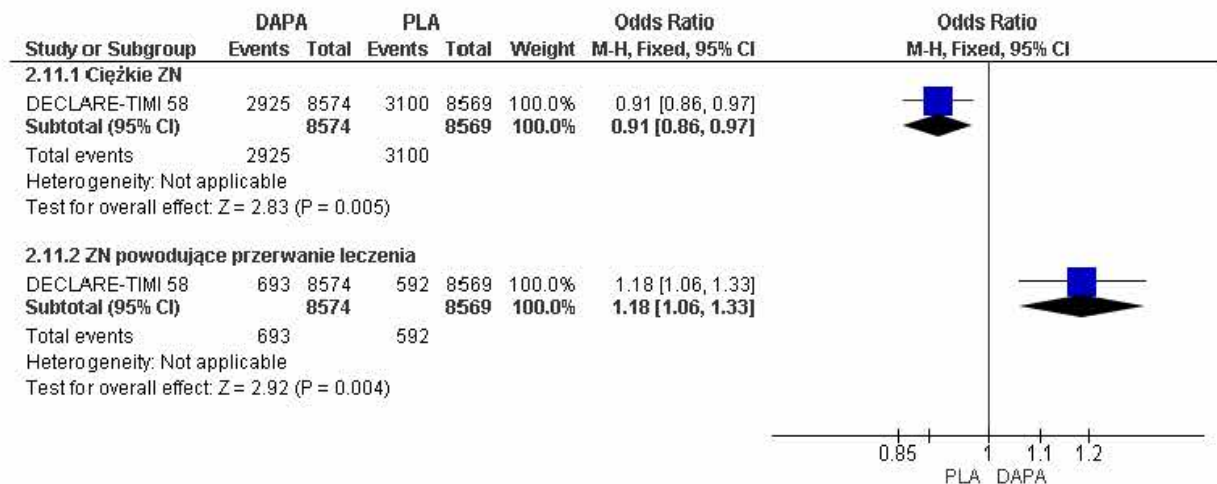 DAPA PLA Odds Ratio Odds Ratio
Study or Subgroup Events Total Events Total Weight M-H, Fixed, 95% CI M-H, Fixed, 95% CI
2.11.1 Ciężkie ZN
DECLARE-TIMI 58 2925 8574 3100 8569 100.0% 0.91 [0.86, 0.97]
Subtotal (95% CI) 8574 8569 100.0% 0.91 [0.86, 0.97]
Total events 2925 3100
Heterogeneity: Not applicable
Test for overall effect: Z = 2.83 (P = 0.005)
2.11.2 ZN powodujące przerwanie leczenia
DECLARE-TIMI 58 693 8574 592 8569 100.0% 1.18 [1.06, 1.33]
Subtotal (95% CI) 8574 8569 100.0% 1.18 [1.06, 1.33]
Total events 693 592
Heterogeneity: Not applicable
Test for overall effect: Z = 2.92 (P = 0.004)
0.85 1 1.1 1.2
PLA DAPA